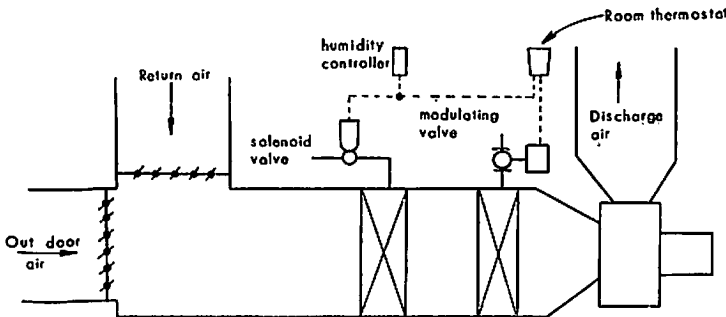 Room thermostat
humidity
controller
Return air
modulating
valve
Discharge
air
solenoid
valve
Out door
air